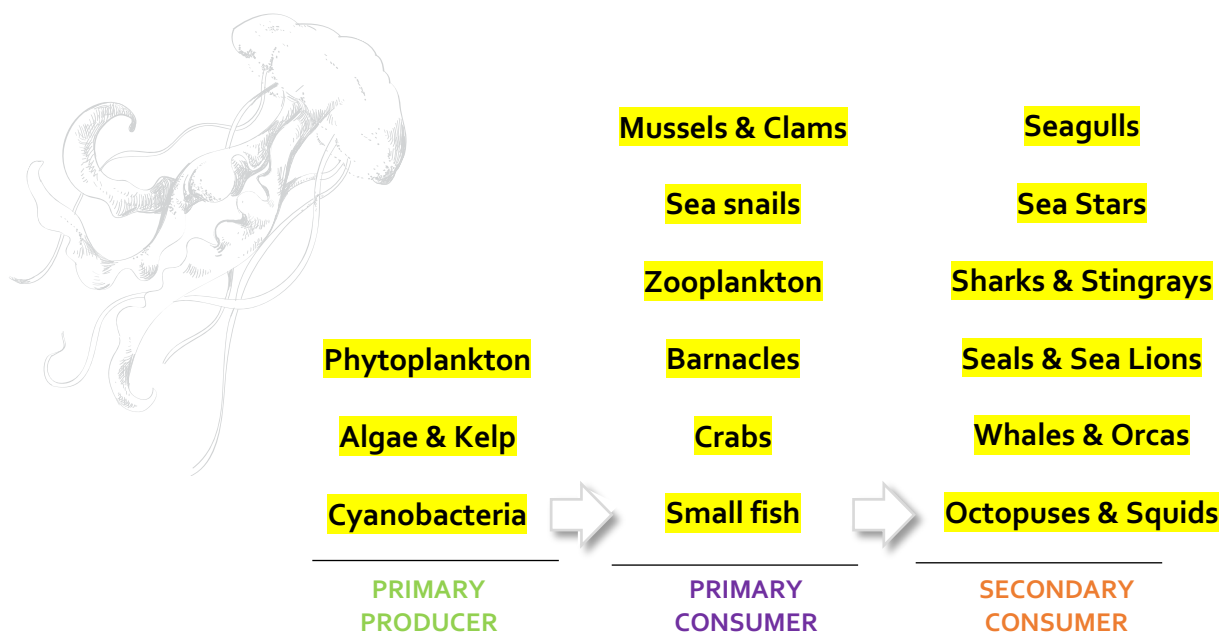 Mussels & Clams
Seagulls
Sea snails
Sea Stars
Zooplankton
Sharks & Stingrays
Phytoplankton
Barnacles
Seals & Sea Lions
Algae & Kelp
Crabs
Whales & Orcas
Cyanobacteria
Small fish
Octopuses & Squids
PRIMARY
PRODUCER
PRIMARY
CONSUMER
SECONDARY
CONSUMER